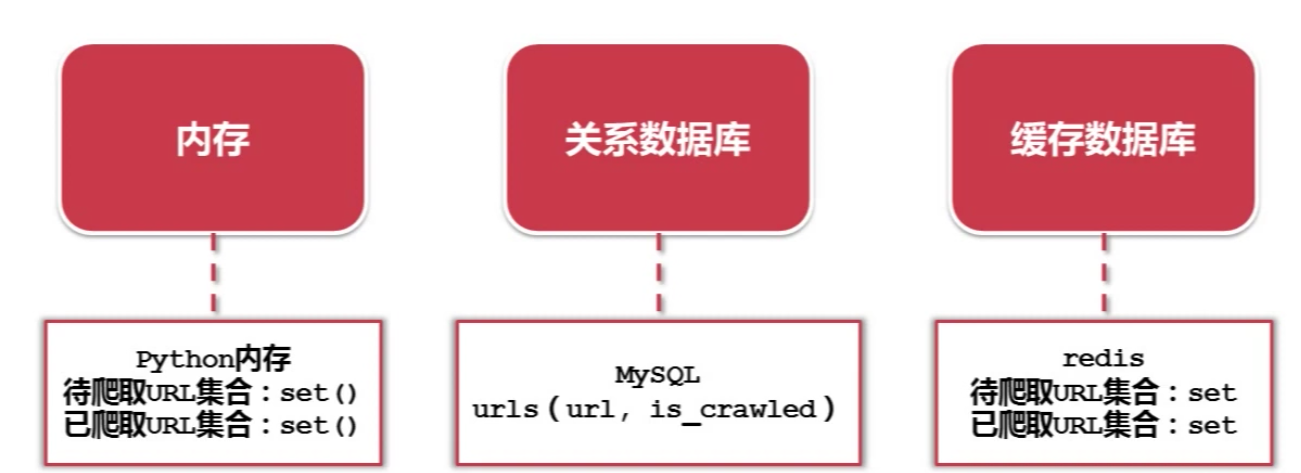 内存
关系数据库
缓存数据库
Python内存
待爬取URL集合：set()
已爬取URL集合：set()
MySQL
urls(url, is_crawled)
redis
待爬取URL集合：set
已爬取URL集合：set